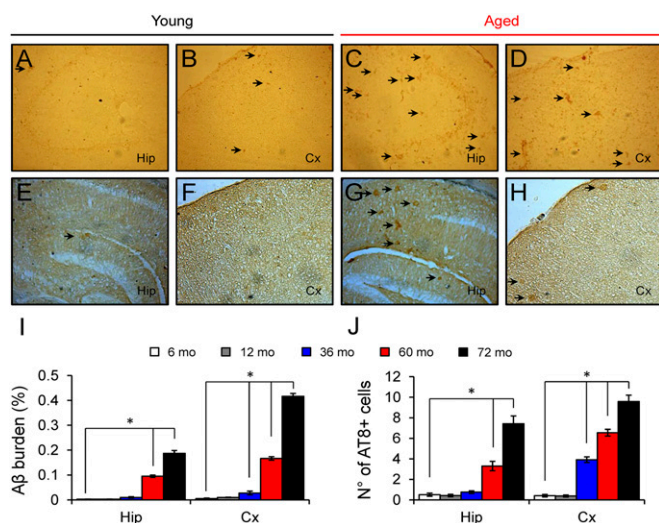 Young Aged
A B C D
Hip Cx Hip Cx
E F G H
Hip Cx Hip Cx
I J
6 mo 12 mo 36 mo 60 mo 72 mo
Aβ burden (%)
0.5
0.4
0.3
0.2
0.1
0
* *
Hip Cx
N° of AT8+ cells
12
10
8
6
4
2
0
* *
Hip Cx